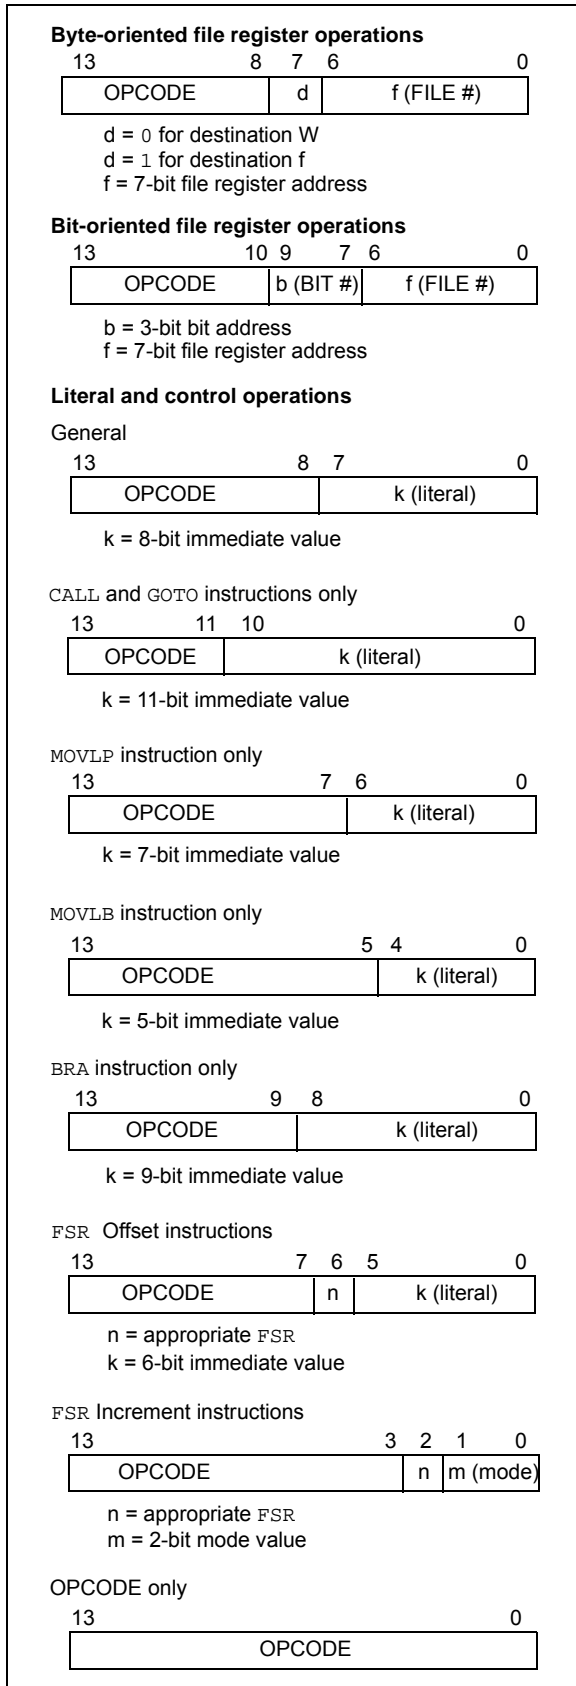 Byte-oriented file register operations
13 8 7 6 0
OPCODE d f (FILE #)
d = 0 for destination W
d = 1 for destination f
f = 7-bit file register address
Bit-oriented file register operations
13 10 9 7 6 0
OPCODE b (BIT #) f (FILE #)
b = 3-bit bit address
f = 7-bit file register address
Literal and control operations
General
13 8 7 0
OPCODE k (literal)
k = 8-bit immediate value
CALL and GOTO instructions only
13 11 10 0
OPCODE k (literal)
k = 11-bit immediate value
MOVLP instruction only
13 7 6 0
OPCODE k (literal)
k = 7-bit immediate value
MOVLB instruction only
13 5 4 0
OPCODE k (literal)
k = 5-bit immediate value
BRA instruction only
13 9 8 0
OPCODE k (literal)
k = 9-bit immediate value
FSR Offset instructions
13 7 6 5 0
OPCODE n k (literal)
n = appropriate FSR
k = 6-bit immediate value
FSR Increment instructions
13 3 2 1 0
OPCODE n m (mode)
n = appropriate FSR
m = 2-bit mode value
OPCODE only
13 0
OPCODE